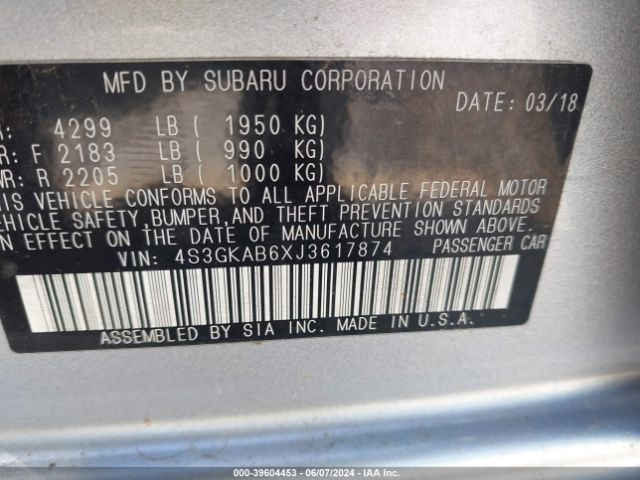 MFD BY SUBARU CORPORATION
DATE: 03/18
: 4299 LB ( 1950 KG)
R: F 2183 LB ( 990 KG)
WR: R 2205 LB ( 1000 KG)
IS VEHICLE CONFORMS TO ALL APPLICABLE FEDERAL MOTOR
EHICLE SAFETY, BUMPER, AND THEFT PREVENTION STANDARDS
N EFFECT ON THE DATE OF MANUFACTURE SHOWN ABOVE.
VIN: 4S3GKAB6XJ3617874 PASSENGER CAR
ASSEMBLED BY SIA INC. MADE IN U.S.A.
000-39604453 - 06/07/2024 - IAA Inc.